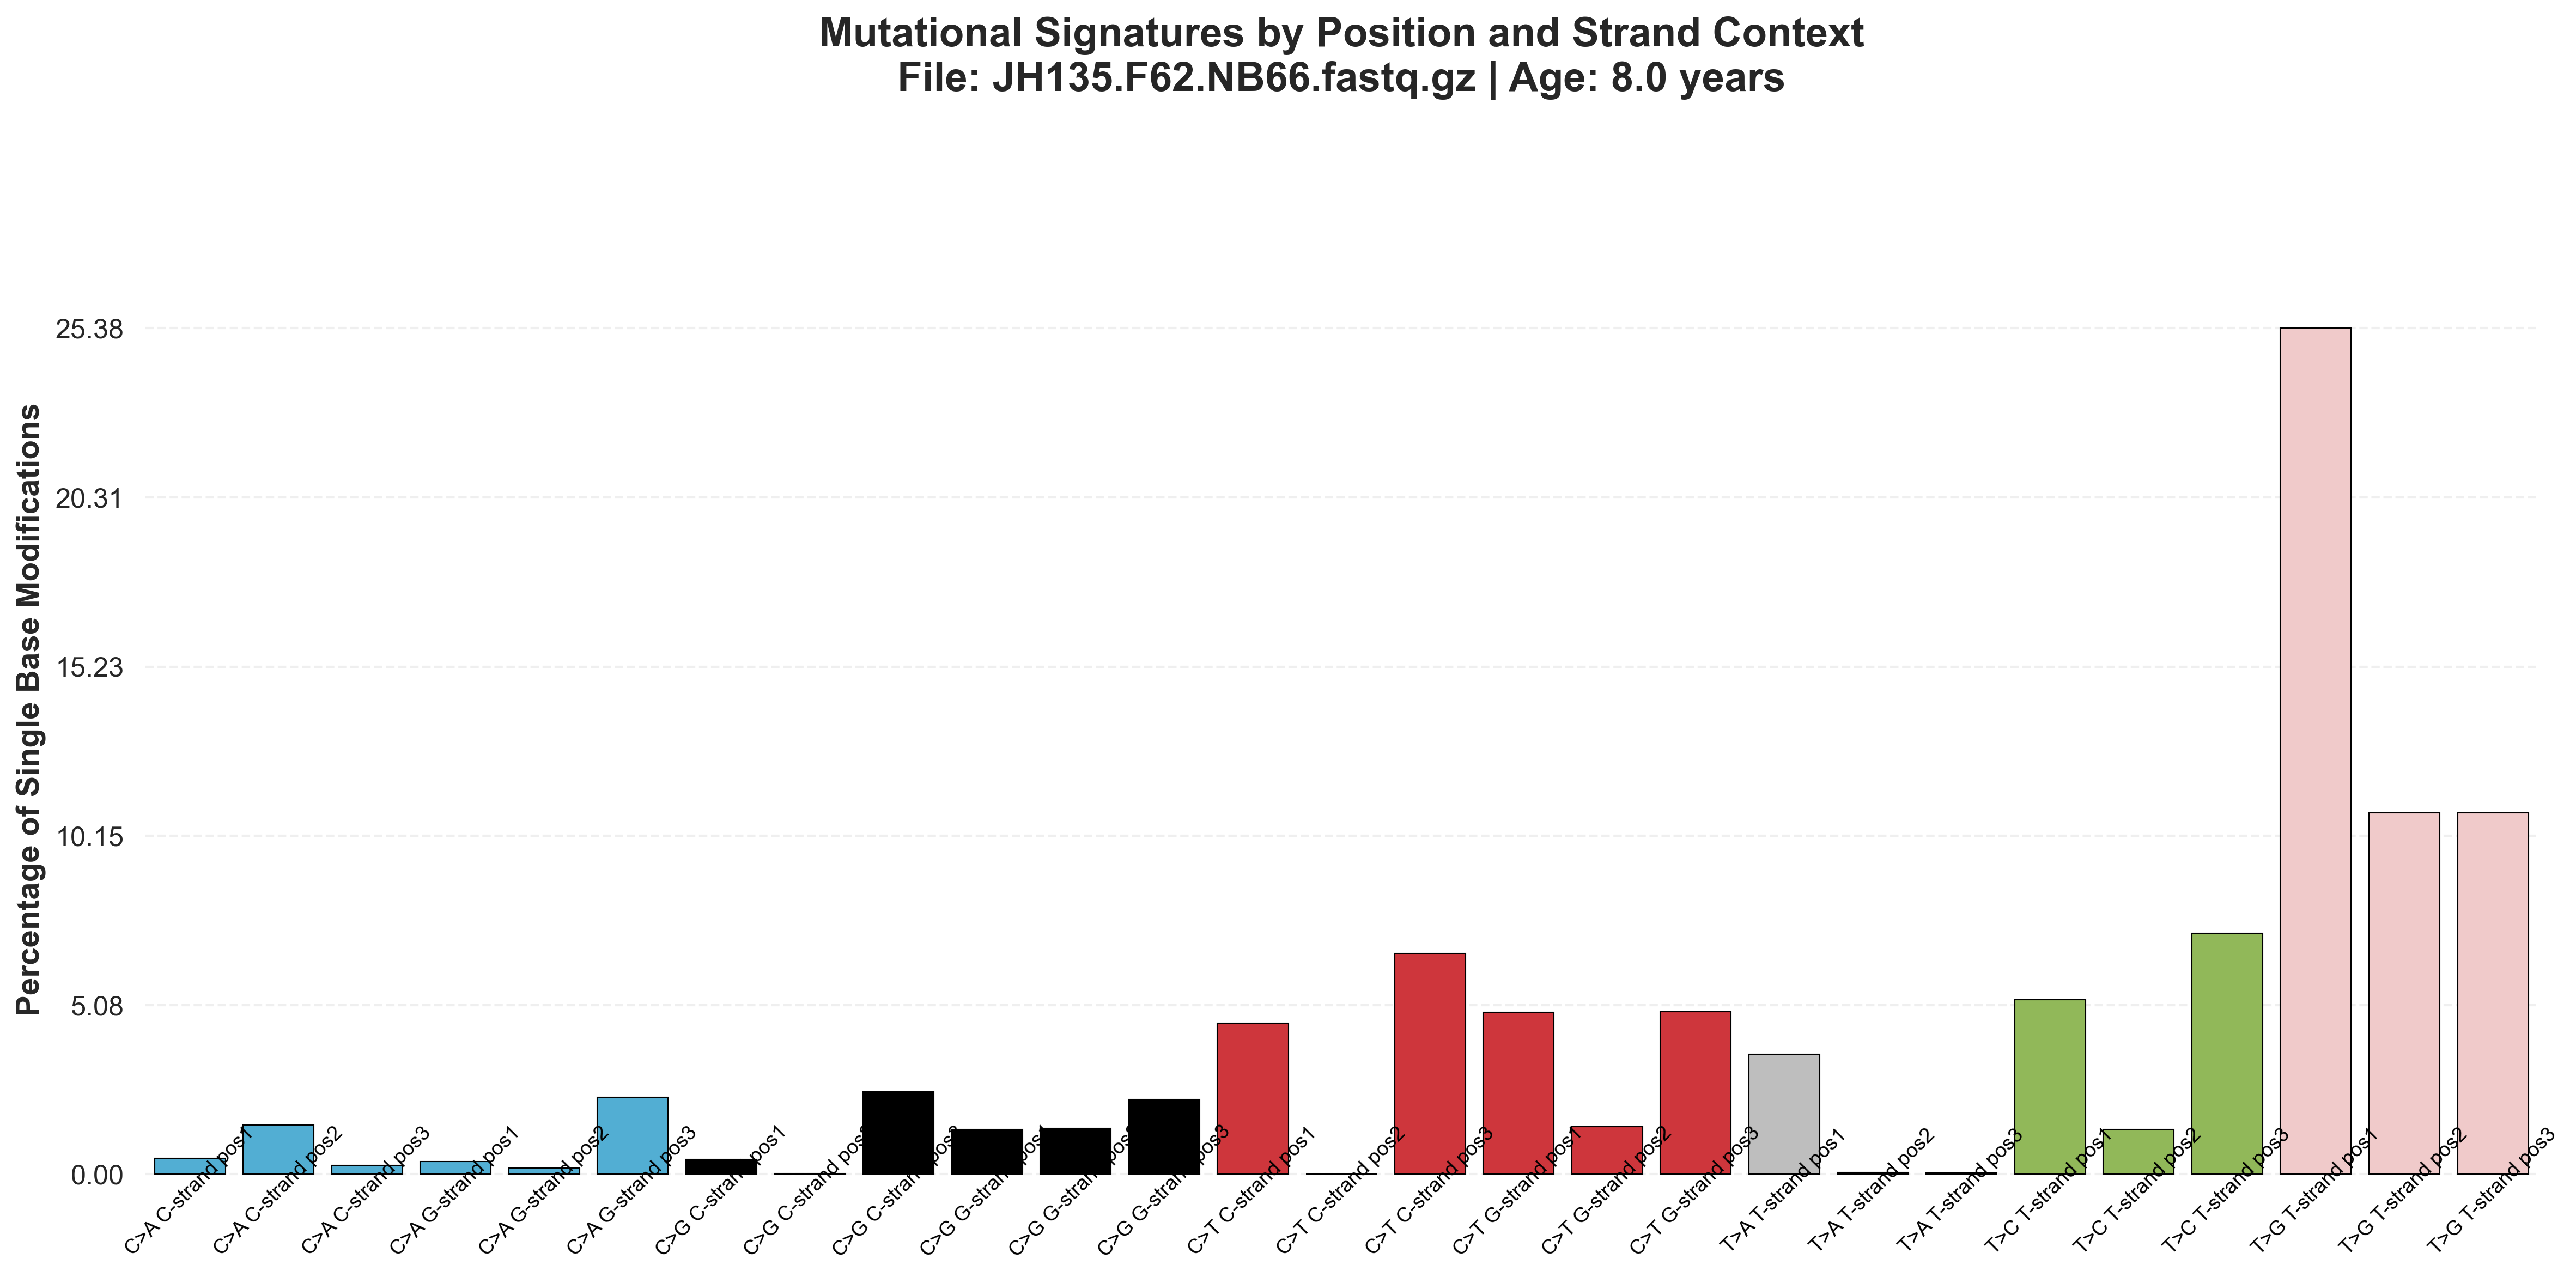 Mutational Signatures by Position and Strand Context
File: JH135.F62.NB66.fastq.gz | Age: 8.0 years
Percentage of Single Base Modifications
25.38
20.31
15.23
10.15
5.08
0.00
C>A C-strand pos1
C>A C-strand pos2
C>A C-strand pos3
C>A G-strand pos1
C>A G-strand pos2
C>A G-strand pos3
C>G C-strand pos1
C>G C-strand pos2
C>G C-strand pos3
C>G G-strand pos1
C>G G-strand pos2
C>G G-strand pos3
C>T C-strand pos1
C>T C-strand pos2
C>T C-strand pos3
C>T G-strand pos1
C>T G-strand pos2
C>T G-strand pos3
T>A T-strand pos1
T>A T-strand pos2
T>A T-strand pos3
T>C T-strand pos1
T>C T-strand pos2
T>C T-strand pos3
T>G T-strand pos1
T>G T-strand pos2
T>G T-strand pos3